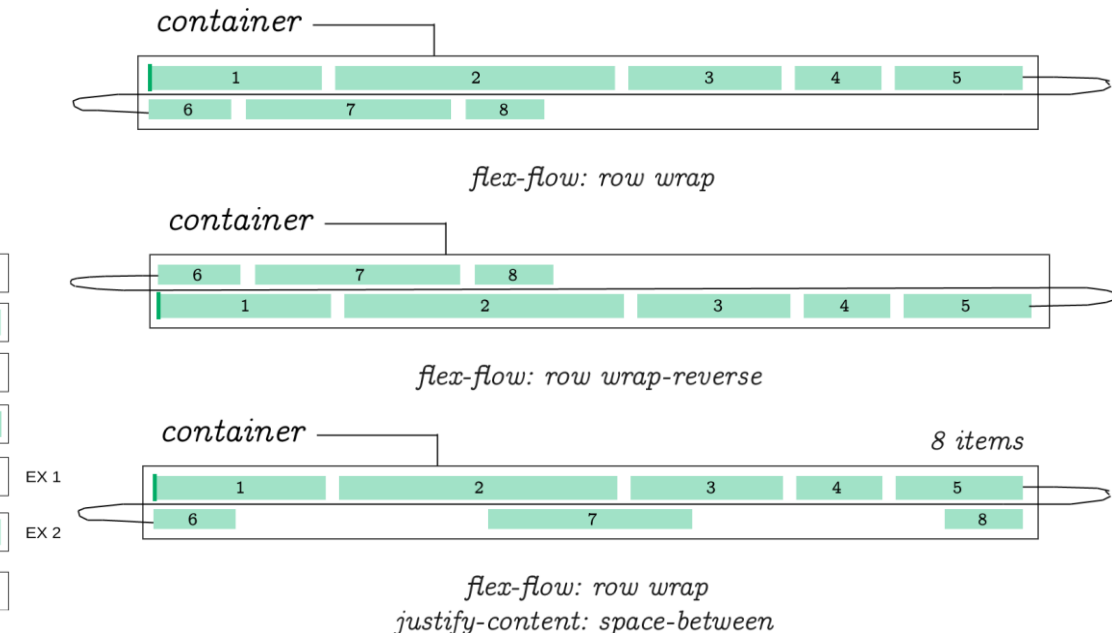 container
1 2 3 4 5
6 7 8
flex-flow: row wrap
container
6 7 8
1 2 3 4 5
flex-flow: row wrap-reverse
container
8 items
EX 1
1 2 3 4 5
6 7 8
EX 2
flex-flow: row wrap
justify-content: space-between